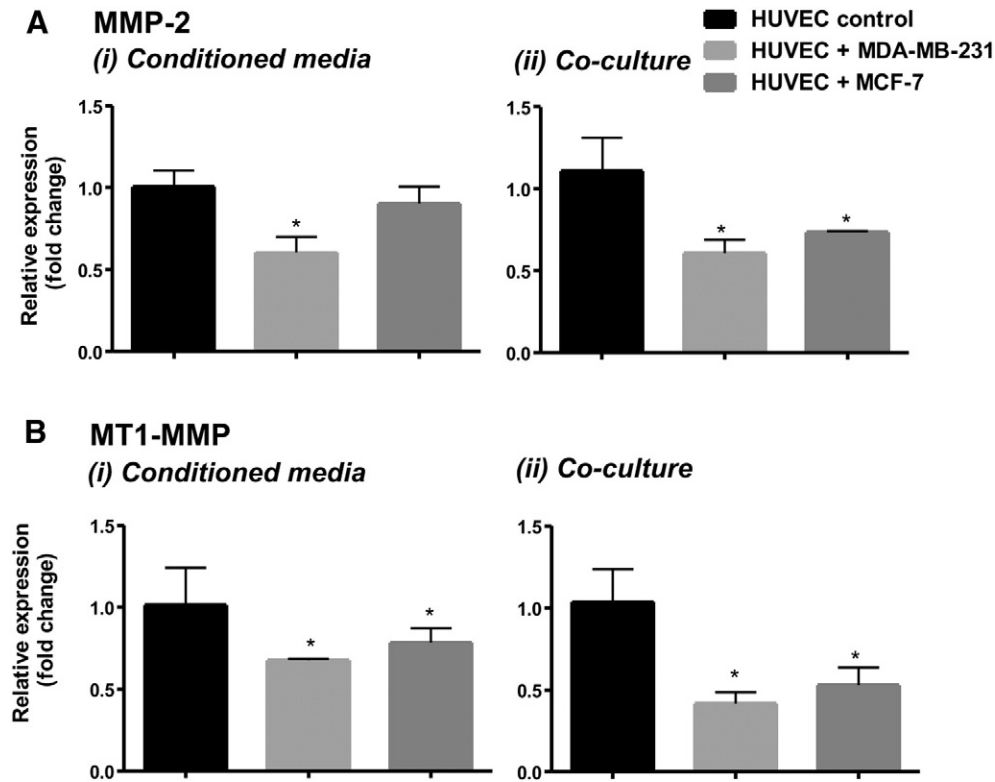 A MMP-2
(i) Conditioned media
(ii) Co-culture
HUVEC control
HUVEC + MDA-MB-231
HUVEC + MCF-7
Relative expression
(fold change)
1.5
1.0
0.5
0.0
*
1.5
1.0
0.5
0.0
*
*
B MT1-MMP
(i) Conditioned media
(ii) Co-culture
Relative expression
(fold change)
1.5
1.0
0.5
0.0
*
*
1.5
1.0
0.5
0.0
*
*